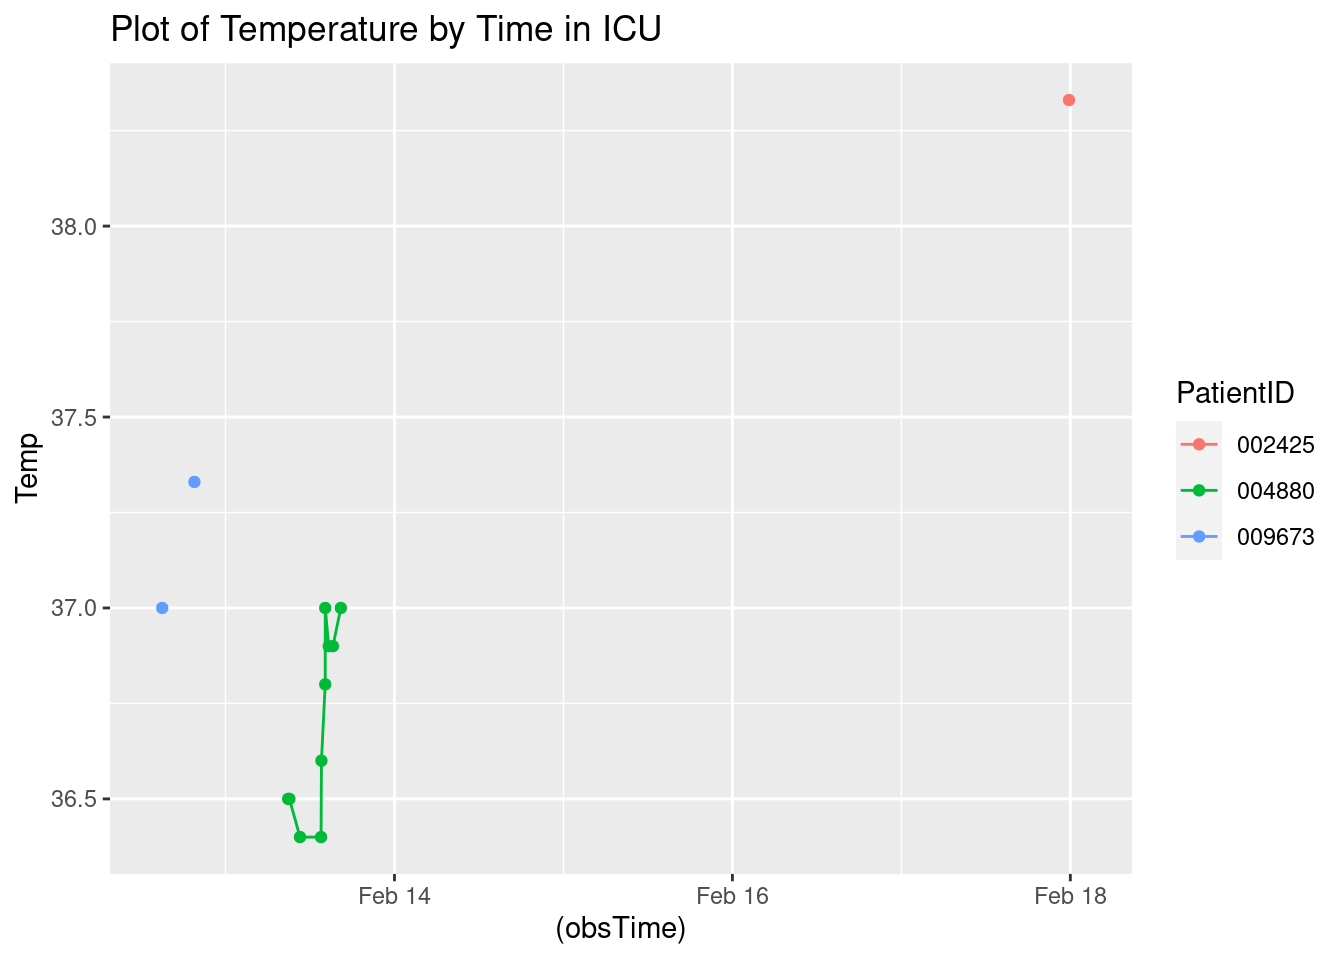 Plot of Temperature by Time in ICU
38.0
37.5
37.0
36.5
Temp
Feb 14
Feb 16
Feb 18
(obsTime)
PatientID
002425
004880
009673